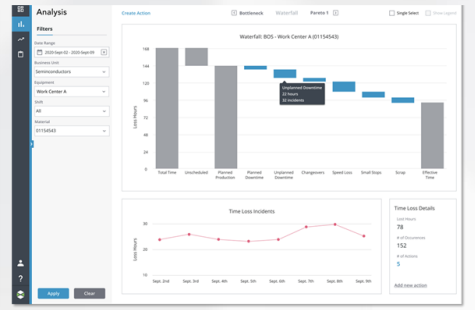 Analysis
Create Action
Bottleneck
Waterfall
Pareto 1
Single Select
Show Legend
Filters
Date Range
2020-Sept-02 - 2020-sept-09
Business Unit
Seminconductors
Equipment
Work Center A
Shift
All
Material
01154543
Apply
Clear
Waterfall: BOS - Work Center A (01154543)
Loss Hours
168
144
120
96
72
48
24
0
Unplanned Downtime
22 hours
30 incidents
Total Time
Unscheduled
Planned Production
Planned Downtime
Unplanned Downtime
Changeovers
Speed Loss
Small Stops
Scrap
Effective Time
Time Loss Incidents
Loss Hours
30
20
10
Sept. 2nd
Sept. 3rd
Sept. 4th
Sept. 5th
Sept. 6th
Sept. 7th
Sept. 8th
Sept. 9th
Time Loss Details
Lost Hours
78
# of Occurences
152
# of Actions
5
Add new action